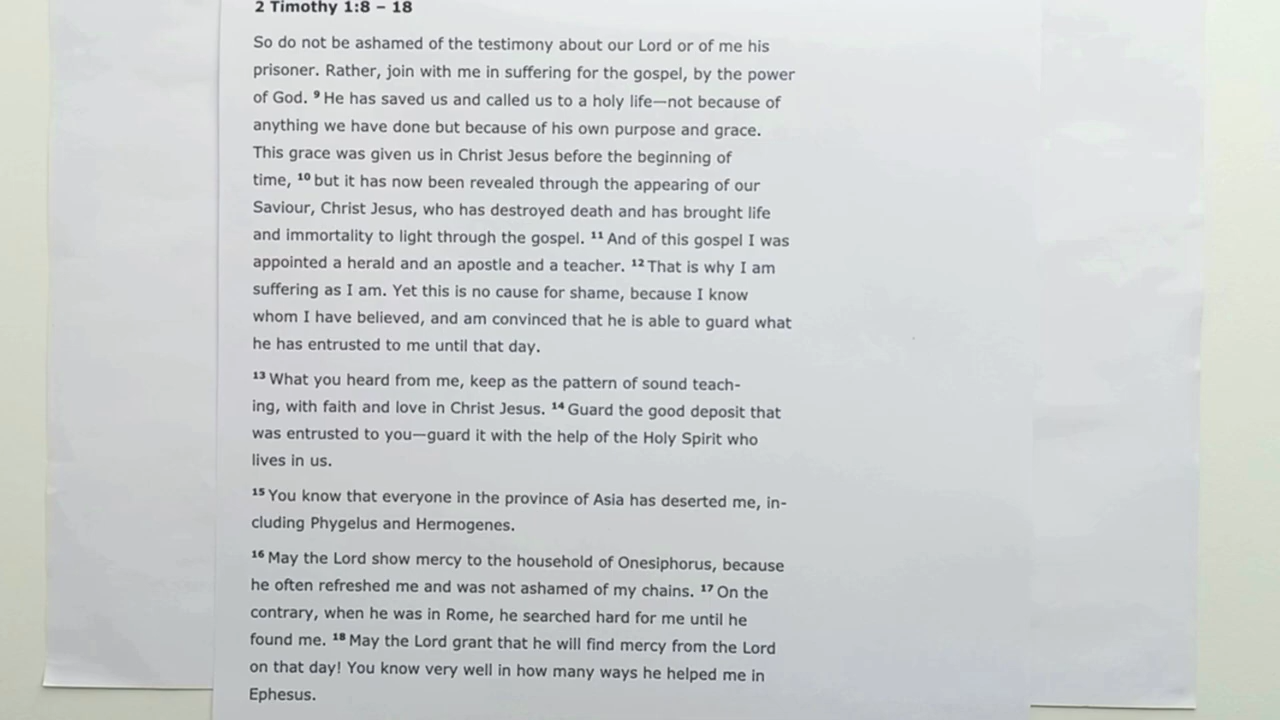 2 Timothy 1:8 – 18
So do not be ashamed of the testimony about our Lord or of me his
prisoner. Rather, join with me in suffering for the gospel, by the power
of God. 9 He has saved us and called us to a holy life—not because of
anything we have done but because of his own purpose and grace.
This grace was given us in Christ Jesus before the beginning of
time, 10 but it has now been revealed through the appearing of our
Saviour, Christ Jesus, who has destroyed death and has brought life
and immortality to light through the gospel. 11 And of this gospel I was
appointed a herald and an apostle and a teacher. 12 That is why I am
suffering as I am. Yet this is no cause for shame, because I know
whom I have believed, and am convinced that he is able to guard what
he has entrusted to me until that day.
13 What you heard from me, keep as the pattern of sound teach-
ing, with faith and love in Christ Jesus. 14 Guard the good deposit that
was entrusted to you—guard it with the help of the Holy Spirit who
lives in us.
15 You know that everyone in the province of Asia has deserted me, in-
cluding Phygelus and Hermogenes.
16 May the Lord show mercy to the household of Onesiphorus, because
he often refreshed me and was not ashamed of my chains. 17 On the
contrary, when he was in Rome, he searched hard for me until he
found me. 18 May the Lord grant that he will find mercy from the Lord
on that day! You know very well in how many ways he helped me in
Ephesus.